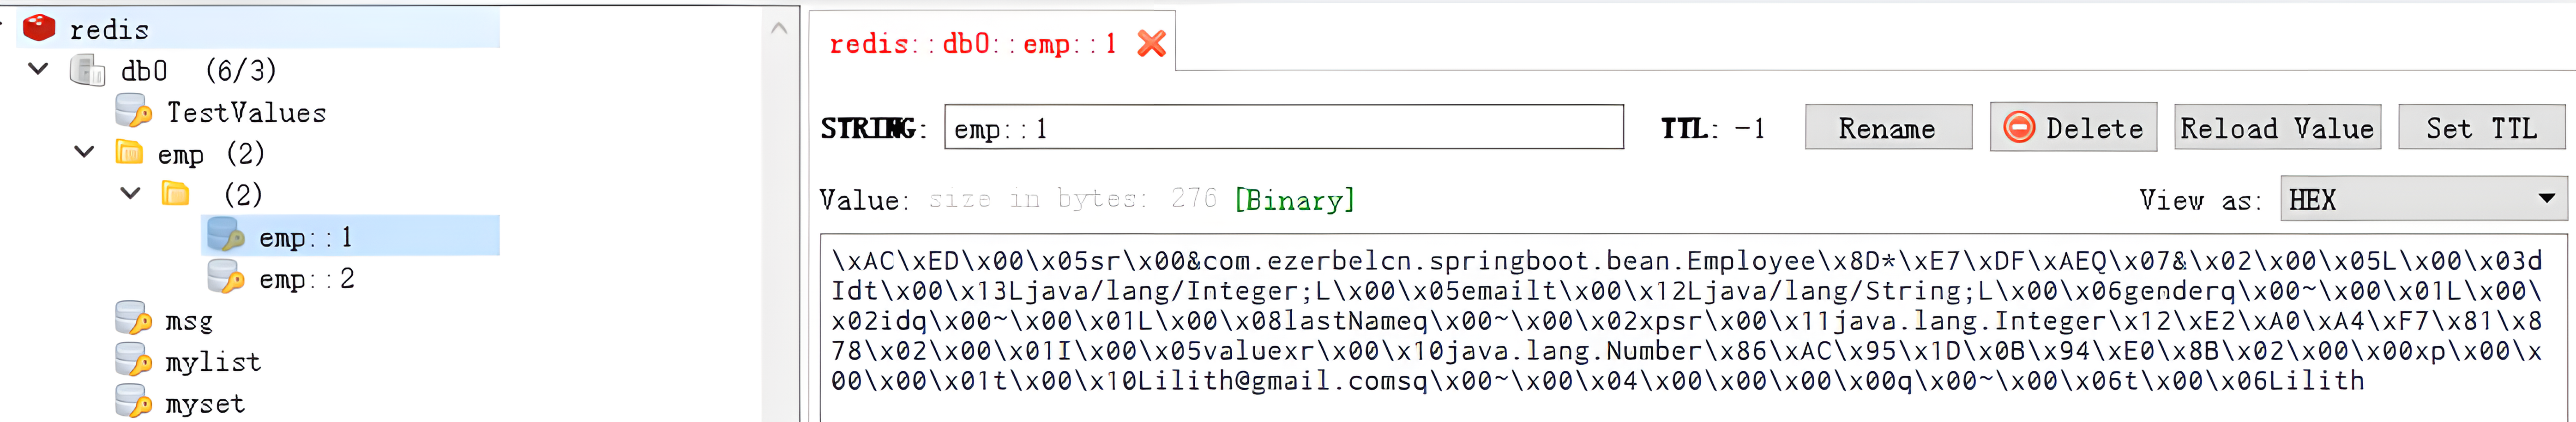 redis
db0 (6/3)
TestValues
emp (2)
(2)
emp::1
emp::2
msg
mylist
myset
redis::db0::emp::1
STRING: emp::1 TTL: -1 Rename Delete Reload Value Set TTL
Value: size in bytes: 276 [Binary] View as: HEX
\xAC\xED\x00\x05sr\x00&com.ezerbelcn.springboot.bean.Employee\x8D*\xE7\xDF\xAEQ\x07&\x02\x00\x05L\x00\x03d
Idt\x00\x13Ljava/lang/Integer;L\x00\x05emailt\x00\x12Ljava/lang/String;L\x00\x06genderq\x00~\x00\x01L\x00\
x02idq\x00~\x00\x01L\x00\x08lastNameq\x00~\x00\x02xpsr\x00\x11java.lang.Integer\x12\xE2\xA0\xA4\xF7\x81\x8
78\x02\x00\x01I\x00\x05valuexr\x00\x10java.lang.Number\x86\xAC\x95\x1D\x0B\x94\xE0\x8B\x02\x00\x00xp\x00\x
00\x00\x01t\x00\x10Lilith@gmail.comsq\x00~\x00\x04\x00\x00\x00\x00q\x00~\x00\x06t\x00\x06Lilith